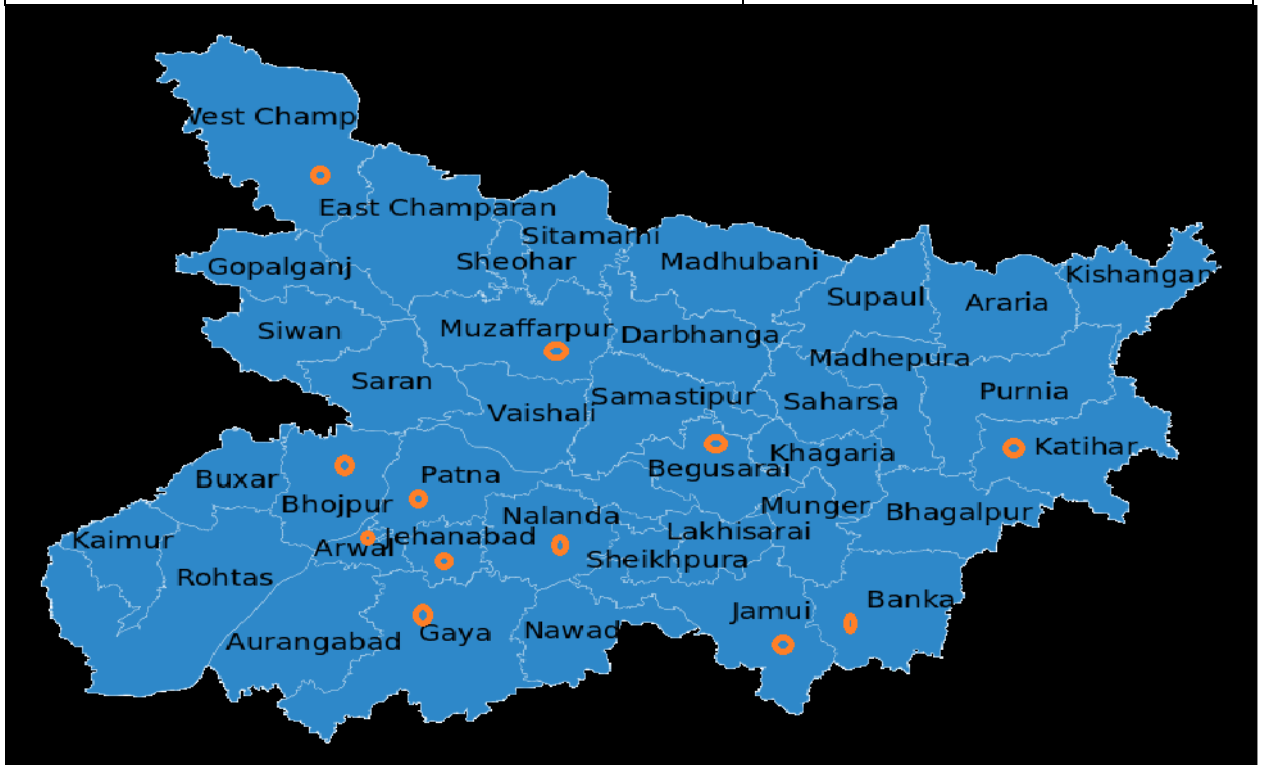 West Champ
East Champaran
Sitamarhi
Gopalganj
Sheohar
Madhubani
Kishangan
Supaul
Araria
Siwan
Muzaffarpur
Darbhanga
Madhepura
Saran
Purnia
Vaishali
Samastipur
Saharsa
Katihar
Khagaria
Begusarai
Buxar
Patna
Bhojpur
Munger
Bhagalpur
Nalanda
Lakhisarai
Kaimur
Arwal
Jehanabad
Sheikhpura
Rohtas
Banka
Jamui
Aurangabad
Gaya
Nawad